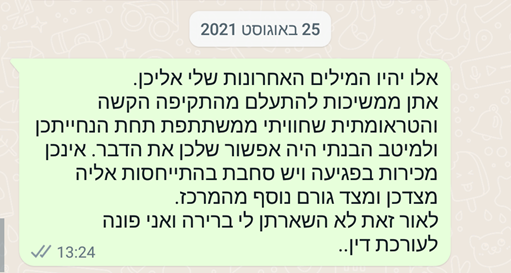 25 באוגוסט 2021
אלו יהיו המילים האחרונות שלי אליכן.
אתן ממשיכות להתעלם מהתקיפה הקשה
והטראומתית שחוויתי ממשתתפת תחת הנחייתכן
ולמיטב הבנתי היה אפשור שלכן את הדבר. אינכן
מכירות בפגיעה ויש סחבת בהתייחסות אליה
מצדכן ומצד גורם נוסף מהמרכז.
לאור זאת לא השארתן לי ברירה ואני פונה
לעורכת דין..
13:24